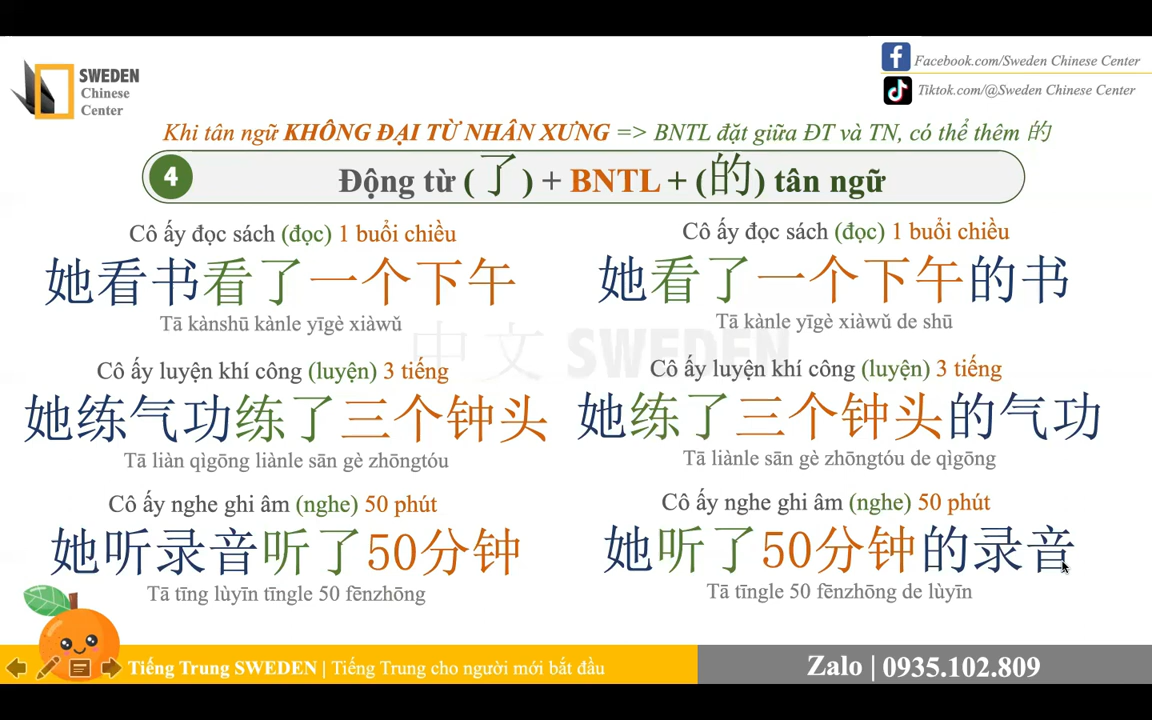 SWEDEN
Chinese
Center
Facebook.com/Sweden Chinese Center
Tiktok.com/@Sweden Chinese Center
Khi tân ngữ KHÔNG ĐẠI TỪ NHÂN XƯNG => BNTL đặt giữa ĐT và TN, có thể thêm 的
4
Động từ (了) + BNTL + (的) tân ngữ
Cô ấy đọc sách (đọc) 1 buổi chiều
她看书看了一个下午
Tā kànshū kànle yīgè xiàwǔ
Cô ấy đọc sách (đọc) 1 buổi chiều
她看了一个下午的书
Tā kànle yīgè xiàwǔ de shū
中文 SWEDEN
Cô ấy luyện khí công (luyện) 3 tiếng
她练气功练了三个钟头
Tā liàn qìgōng liànle sān gè zhōngtóu
Cô ấy luyện khí công (luyện) 3 tiếng
她练了三个钟头的气功
Tā liànle sān gè zhōngtóu de qìgōng
Cô ấy nghe ghi âm (nghe) 50 phút
她听录音听了50分钟
Tā tīng lùyīn tīngle 50 fēnzhōng
Cô ấy nghe ghi âm (nghe) 50 phút
她听了50分钟的录音
Tā tīngle 50 fēnzhōng de lùyīn
Tiếng Trung SWEDEN | Tiếng Trung cho người mới bắt đầu
Zalo | 0935.102.809